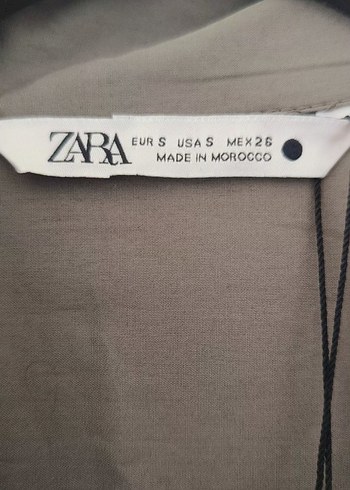 ZARA
EUR S USA S MEX 26
MADE IN MOROCCO